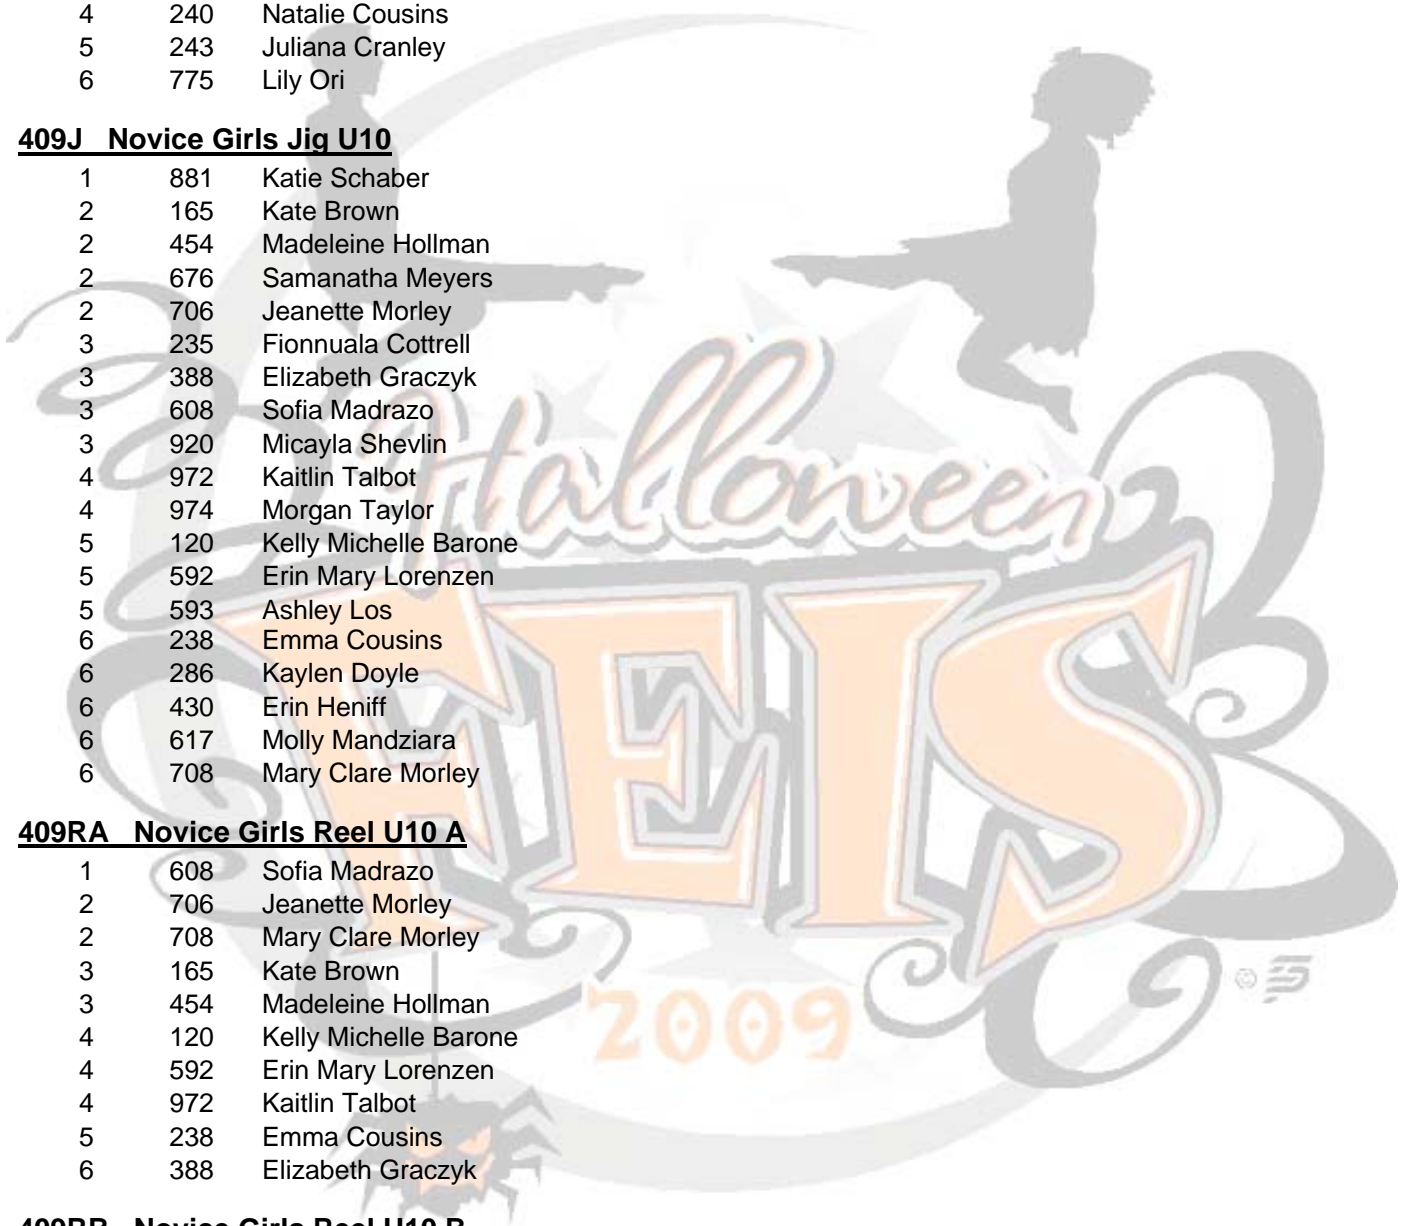 4 240 Natalie Cousins
5 243 Juliana Cranley
6 775 Lily Ori
409J Novice Girls Jig U10
1 881 Katie Schaber
2 165 Kate Brown
2 454 Madeleine Hollman
2 676 Samanatha Meyers
2 706 Jeanette Morley
3 235 Fionnuala Cottrell
3 388 Elizabeth Graczyk
3 608 Sofia Madrazo
3 920 Micayla Shevlin
4 972 Kaitlin Talbot
4 974 Morgan Taylor
5 120 Kelly Michelle Barone
5 592 Erin Mary Lorenzen
5 593 Ashley Los
6 238 Emma Cousins
6 286 Kaylen Doyle
6 430 Erin Heniff
6 617 Molly Mandziara
6 708 Mary Clare Morley
409RA Novice Girls Reel U10 A
1 608 Sofia Madrazo
2 706 Jeanette Morley
2 708 Mary Clare Morley
3 165 Kate Brown
3 454 Madeleine Hollman
4 120 Kelly Michelle Barone
4 592 Erin Mary Lorenzen
4 972 Kaitlin Talbot
5 238 Emma Cousins
6 388 Elizabeth Graczyk
409RB Novice Girls Reel U10 B
Halloween
FEIS
2009
©